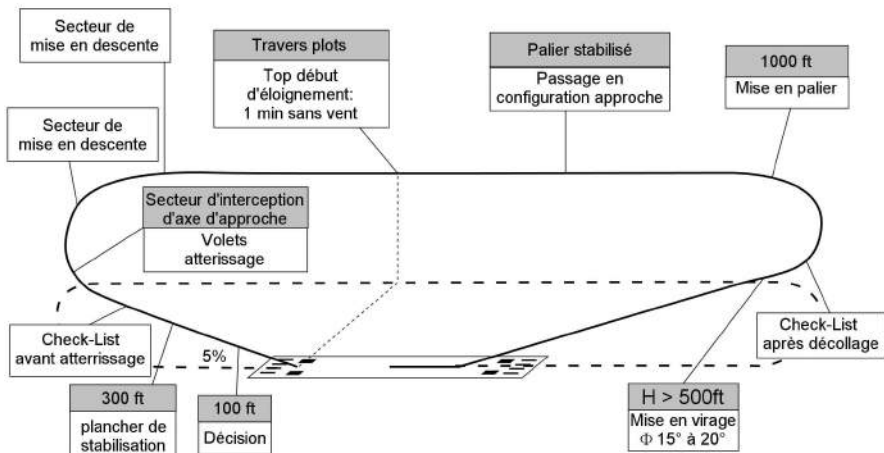 Secteur de
mise en descente
Travers plots
Top début
d'éloignement:
1 min sans vent
Palier stabilisé
Passage en
configuration approche
1000 ft
Mise en palier
Secteur de
mise en descente
Secteur d'interception
d'axe d'approche
Volets
atterissage
Check-List
avant atterrissage
5%
Check-List
après décollage
300 ft
plancher de
stabilisation
100 ft
Décision
H > 500ft
Mise en virage
Φ 15° à 20°